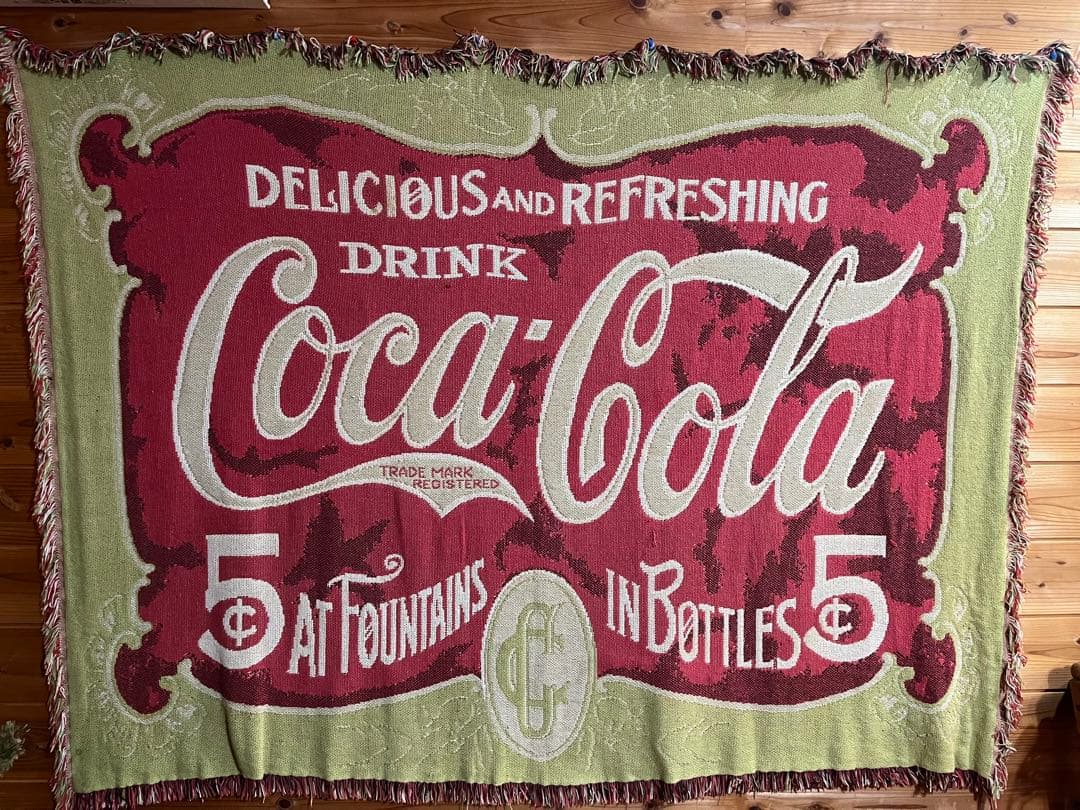 DELICIOUS AND REFRESHING
DRINK
Coca-Cola
TRADE MARK
REGISTERED
5¢ AT FOUNTAINS
IN BOTTLES 5¢